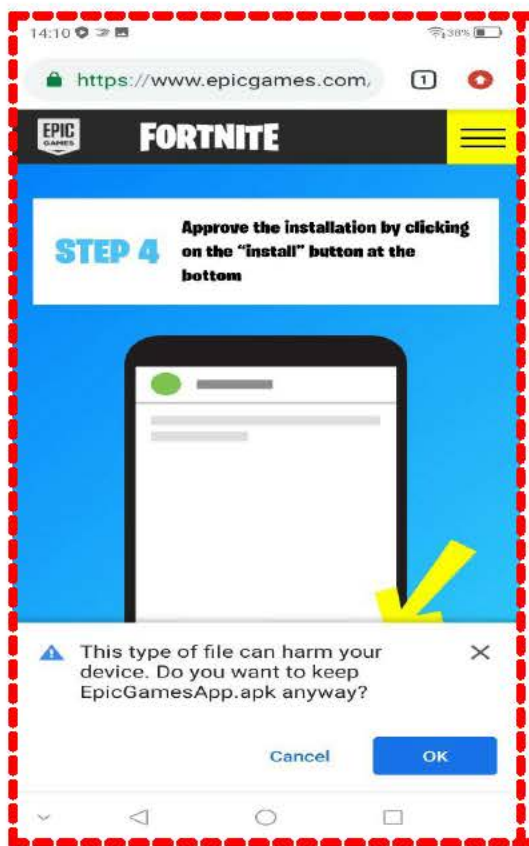 14:10
38%
https://www.epicgames.com/
1
EPIC
GAMES
FORTNITE
STEP 4
Approve the installation by clicking
on the “install” button at the
bottom
This type of file can harm your
device. Do you want to keep
EpicGamesApp.apk anyway?
Cancel
OK